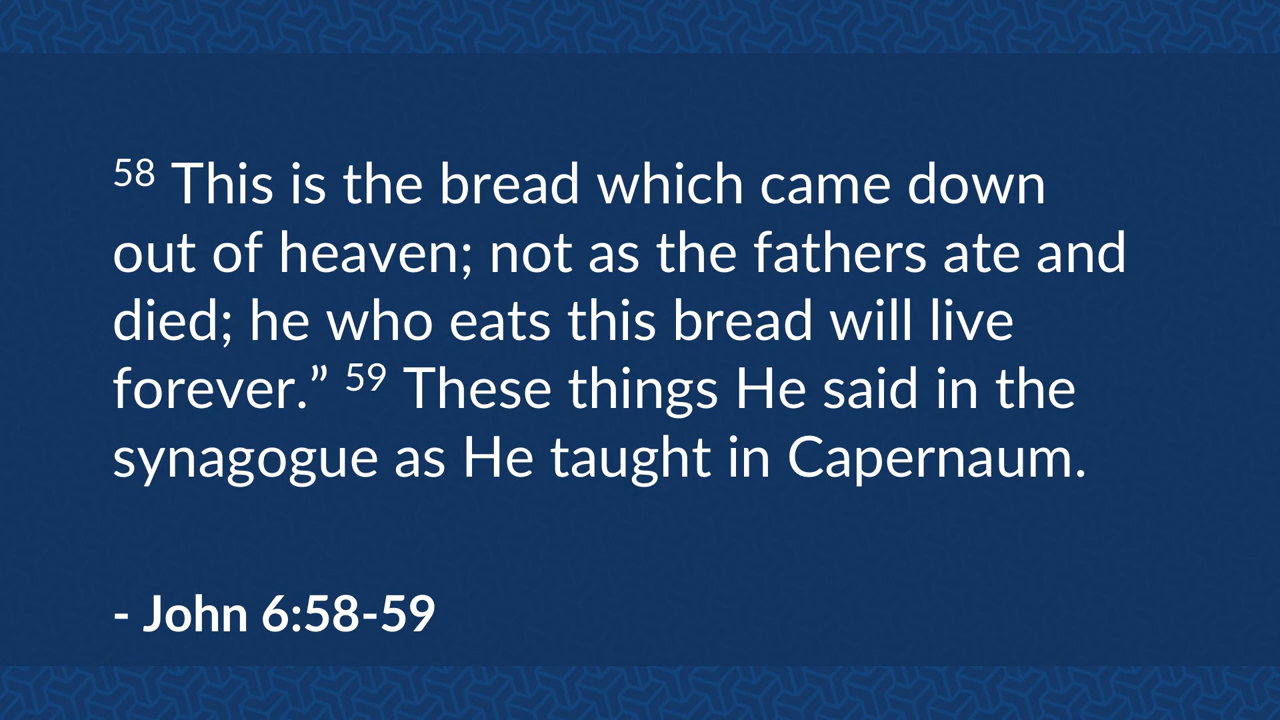 58 This is the bread which came down
out of heaven; not as the fathers ate and
died; he who eats this bread will live
forever.” 59 These things He said in the
synagogue as He taught in Capernaum.
- John 6:58-59